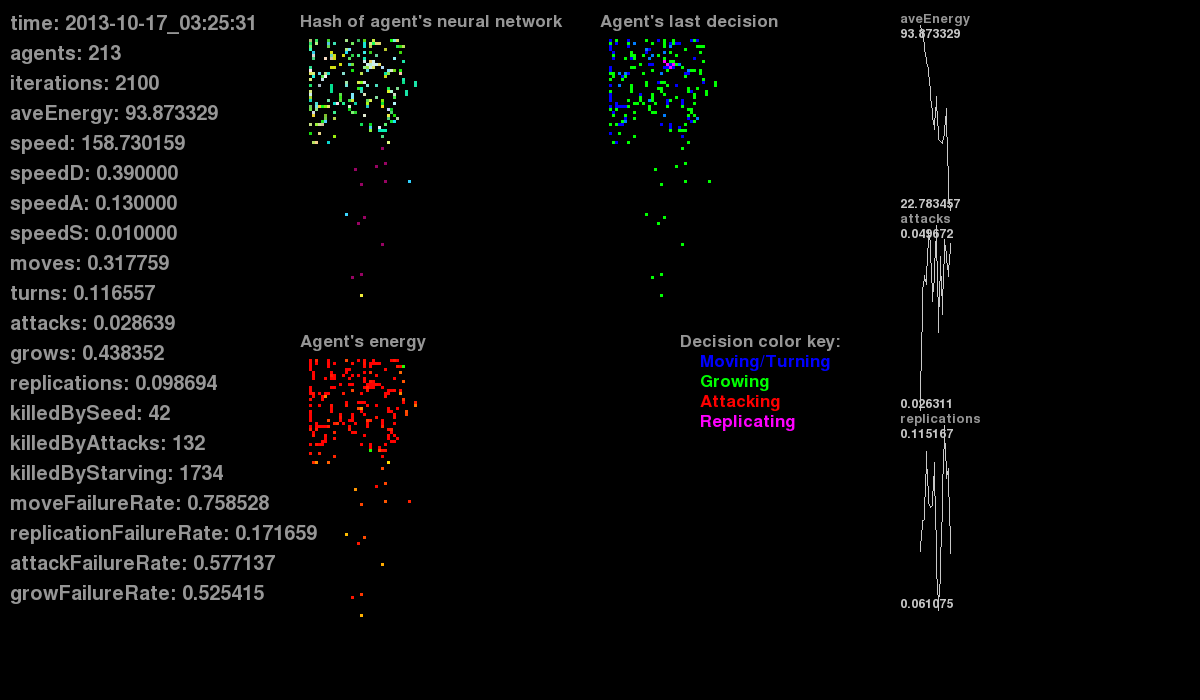 time: 2013-10-17_03:25:31
agents: 213
iterations: 2100
aveEnergy: 93.873329
speed: 158.730159
speedD: 0.390000
speedA: 0.130000
speedS: 0.010000
moves: 0.317759
turns: 0.116557
attacks: 0.028639
grows: 0.438352
replications: 0.098694
killedBySeed: 42
killedByAttacks: 132
killedByStarving: 1734
moveFailureRate: 0.758528
replicationFailureRate: 0.171659
attackFailureRate: 0.577137
growFailureRate: 0.525415
Hash of agent's neural network
Agent's last decision
Agent's energy
Decision color key:
Moving/Turning
Growing
Attacking
Replicating
aveEnergy
93.873329
22.783457
attacks
0.049672
0.026311
replications
0.115167
0.061075